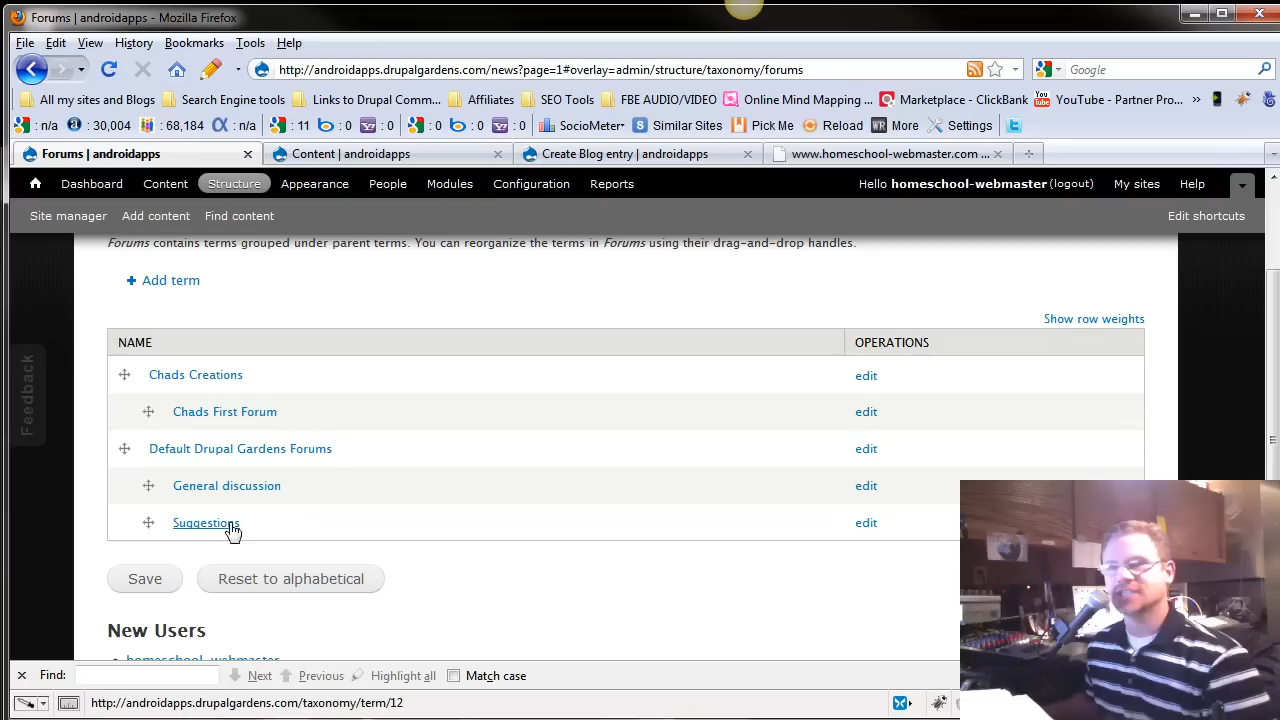 Forums | androidapps - Mozilla Firefox
File Edit View History Bookmarks Tools Help
http://androidapps.drupalgardens.com/news?page=1#overlay=admin/structure/taxonomy/forums Google
All my sites and Blogs Search Engine tools Links to Drupal Comm... Affiliates SEO Tools FBE AUDIO/VIDEO Online Mind Mapping ... Marketplace - ClickBank YouTube - Partner Pro... »
: n/a : 30,004 : 68,184 : n/a : 11 : 0 : 0 : 0 : 0 : 0 SocioMeter Similar Sites Pick Me Reload More Settings
Forums | androidapps Content | androidapps Create Blog entry | androidapps www.homeschool-webmaster.com ...
Dashboard Content Structure Appearance People Modules Configuration Reports Hello homeschool-webmaster (logout) My sites Help
Site manager Add content Find content Edit shortcuts
Forums contains terms grouped under parent terms. You can reorganize the terms in Forums using their drag-and-drop handles.
+ Add term
Show row weights
NAME OPERATIONS
Chads Creations edit
Chads First Forum edit
Default Drupal Gardens Forums edit
General discussion edit
Suggestions edit
Feedback
Save Reset to alphabetical
New Users
homeschool-webmaster
Find: Next Previous Highlight all Match case
http://androidapps.drupalgardens.com/taxonomy/term/12